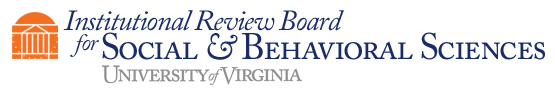 Institutional Review Board
for Social & Behavioral Sciences
University of Virginia